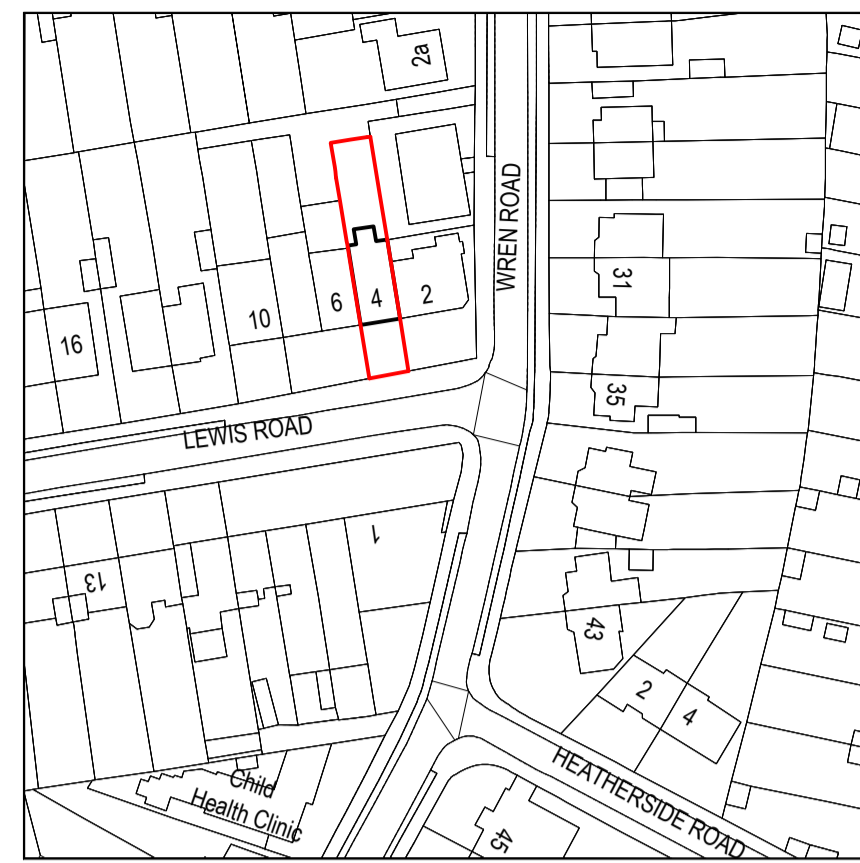 2a
WREN ROAD
31
6
4
2
10
16
35
LEWIS ROAD
1
13
43
2
4
HEATHERSIDE ROAD
Child
Health Clinic
45